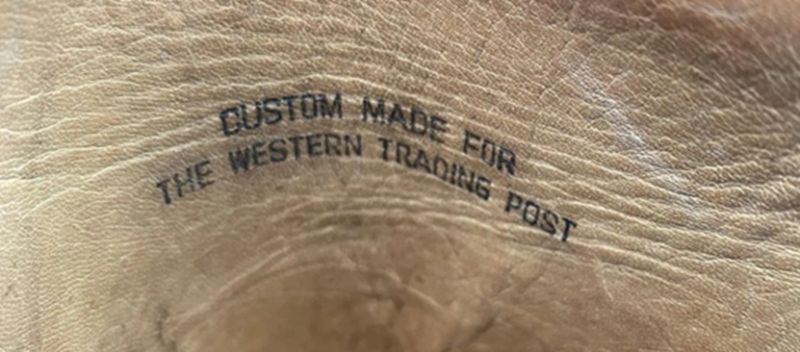 CUSTOM MADE FOR
THE WESTERN TRADING POST